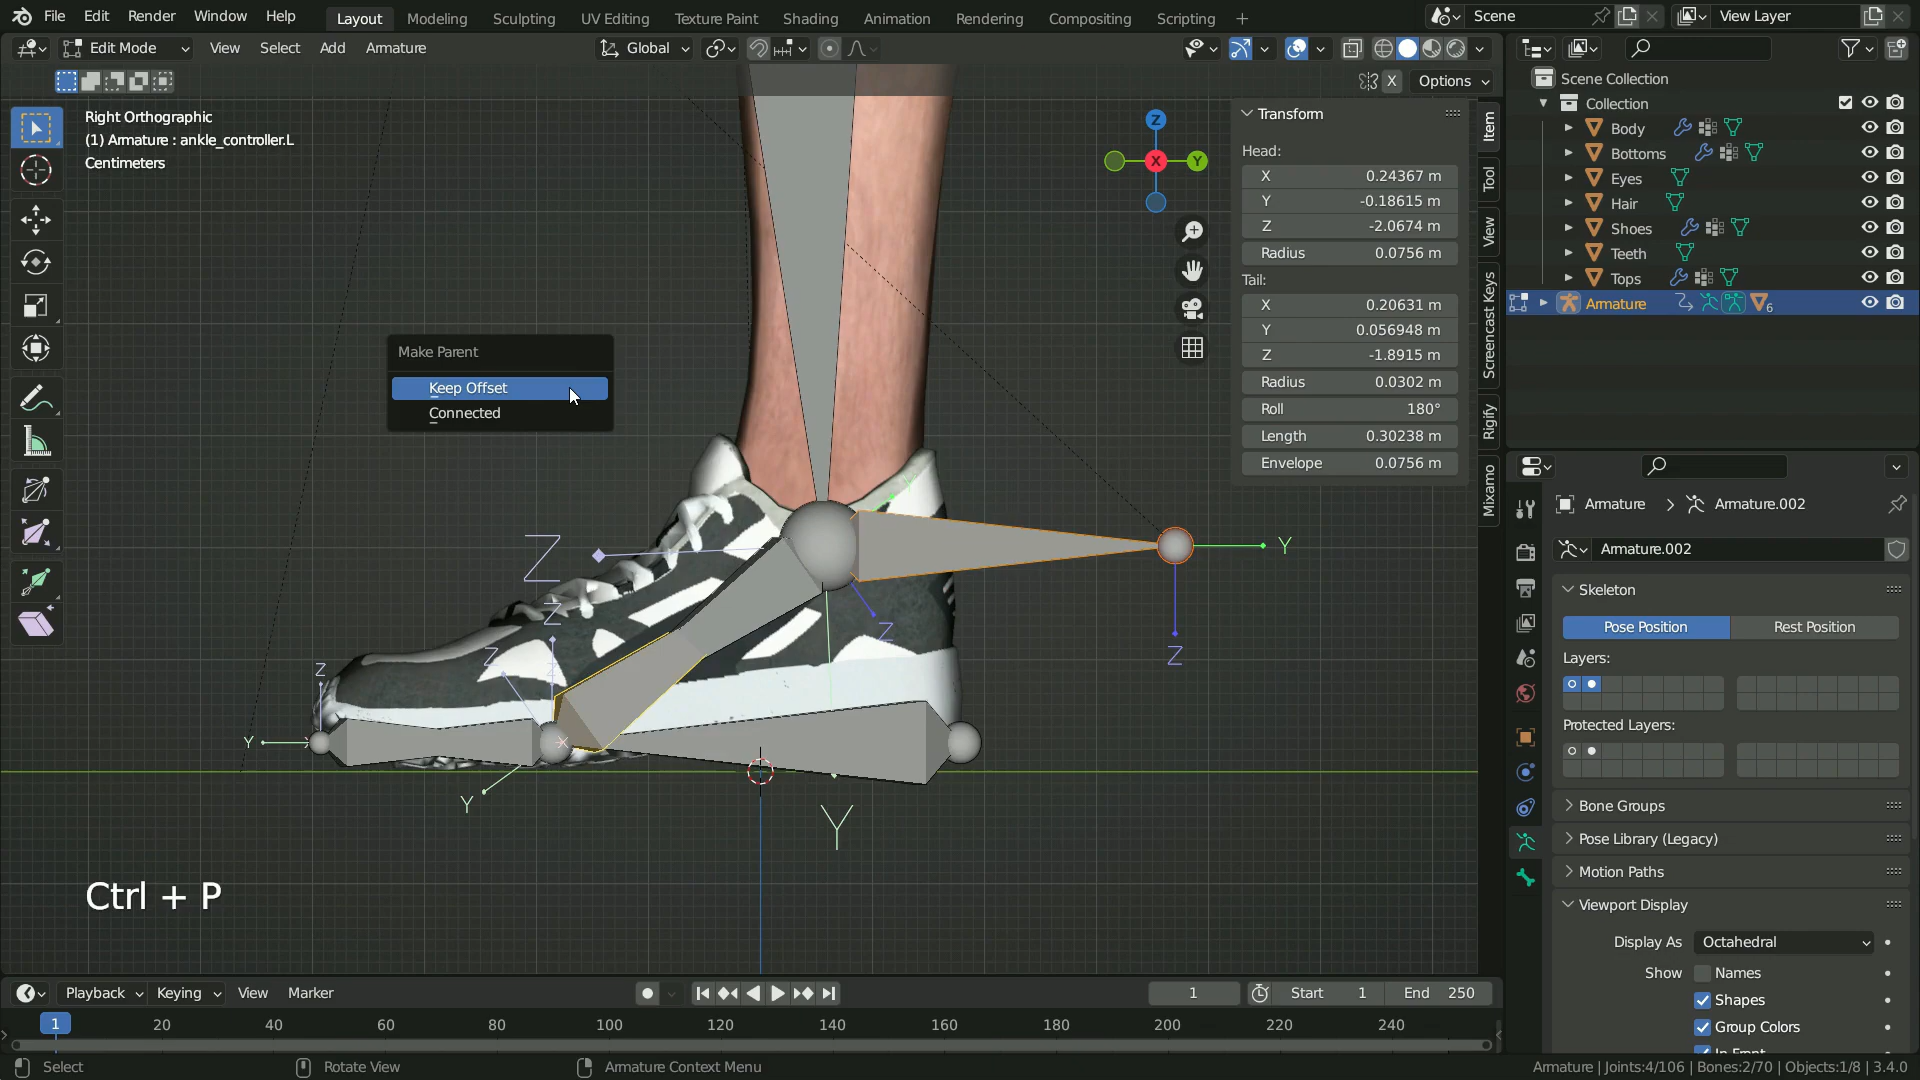 File Edit Render Window Help Layout Modeling Sculpting UV Editing Texture Paint Shading Animation Rendering Compositing Scripting + Scene View Layer
Edit Mode View Select Add Armature Global
X Options
Right Orthographic
(1) Armature : ankle_controller.L
Centimeters
Make Parent
Keep Offset
Connected
Ctrl + P
Z
X Y
Transform
Head:
X 0.24367 m
Y -0.18615 m
Z -2.0674 m
Radius 0.0756 m
Tail:
X 0.20631 m
Y 0.056948 m
Z -1.8915 m
Radius 0.0302 m
Roll 180°
Length 0.30238 m
Envelope 0.0756 m
Item
Tool
View
Screencast Keys
Rigify
Mixamo
Y
Z
Z
Z
Z
Z
Z
Y
Y
Y
Scene Collection
Collection
Body
Bottoms
Eyes
Hair
Shoes
Teeth
Tops
Armature 6
Armature > Armature.002
Armature.002
Skeleton
Pose Position Rest Position
Layers:
Protected Layers:
Bone Groups
Pose Library (Legacy)
Motion Paths
Viewport Display
Display As Octahedral
Show Names
Shapes
Group Colors
In Front
Playback Keying View Marker 1 Start 1 End 250
1 20 40 60 80 100 120 140 160 180 200 220 240
Select Rotate View Armature Context Menu Armature | Joints:4/106 | Bones:2/70 | Objects:1/8 | 3.4.0